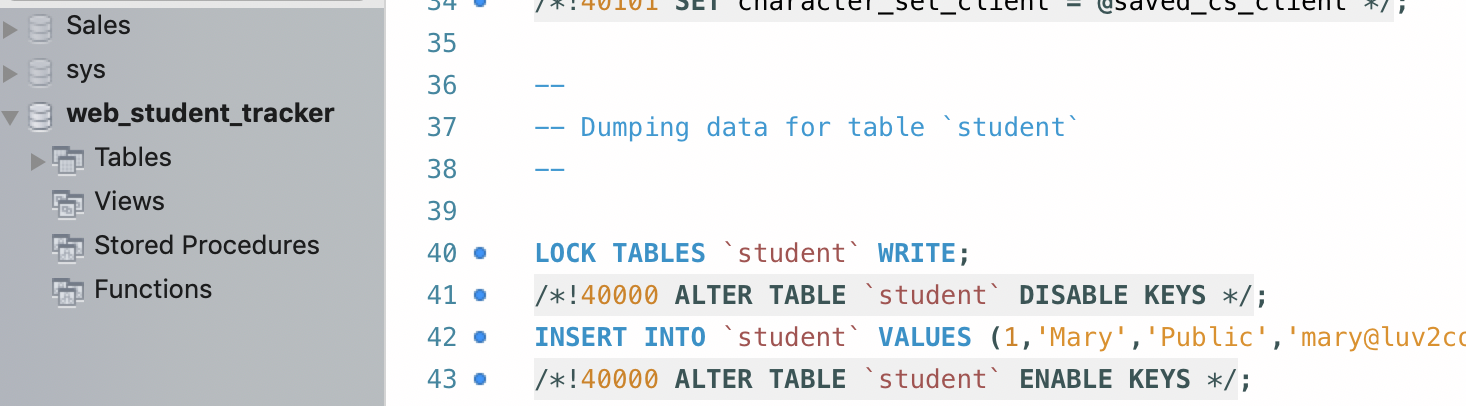 Sales
sys
web_student_tracker
Tables
Views
Stored Procedures
Functions
34 /*!40101 SET character_set_client = @saved_cs_client */;
35
36 --
37 -- Dumping data for table `student`
38 --
39
40 LOCK TABLES `student` WRITE;
41 /*!40000 ALTER TABLE `student` DISABLE KEYS */;
42 INSERT INTO `student` VALUES (1,'Mary','Public','mary@luv2co
43 /*!40000 ALTER TABLE `student` ENABLE KEYS */;